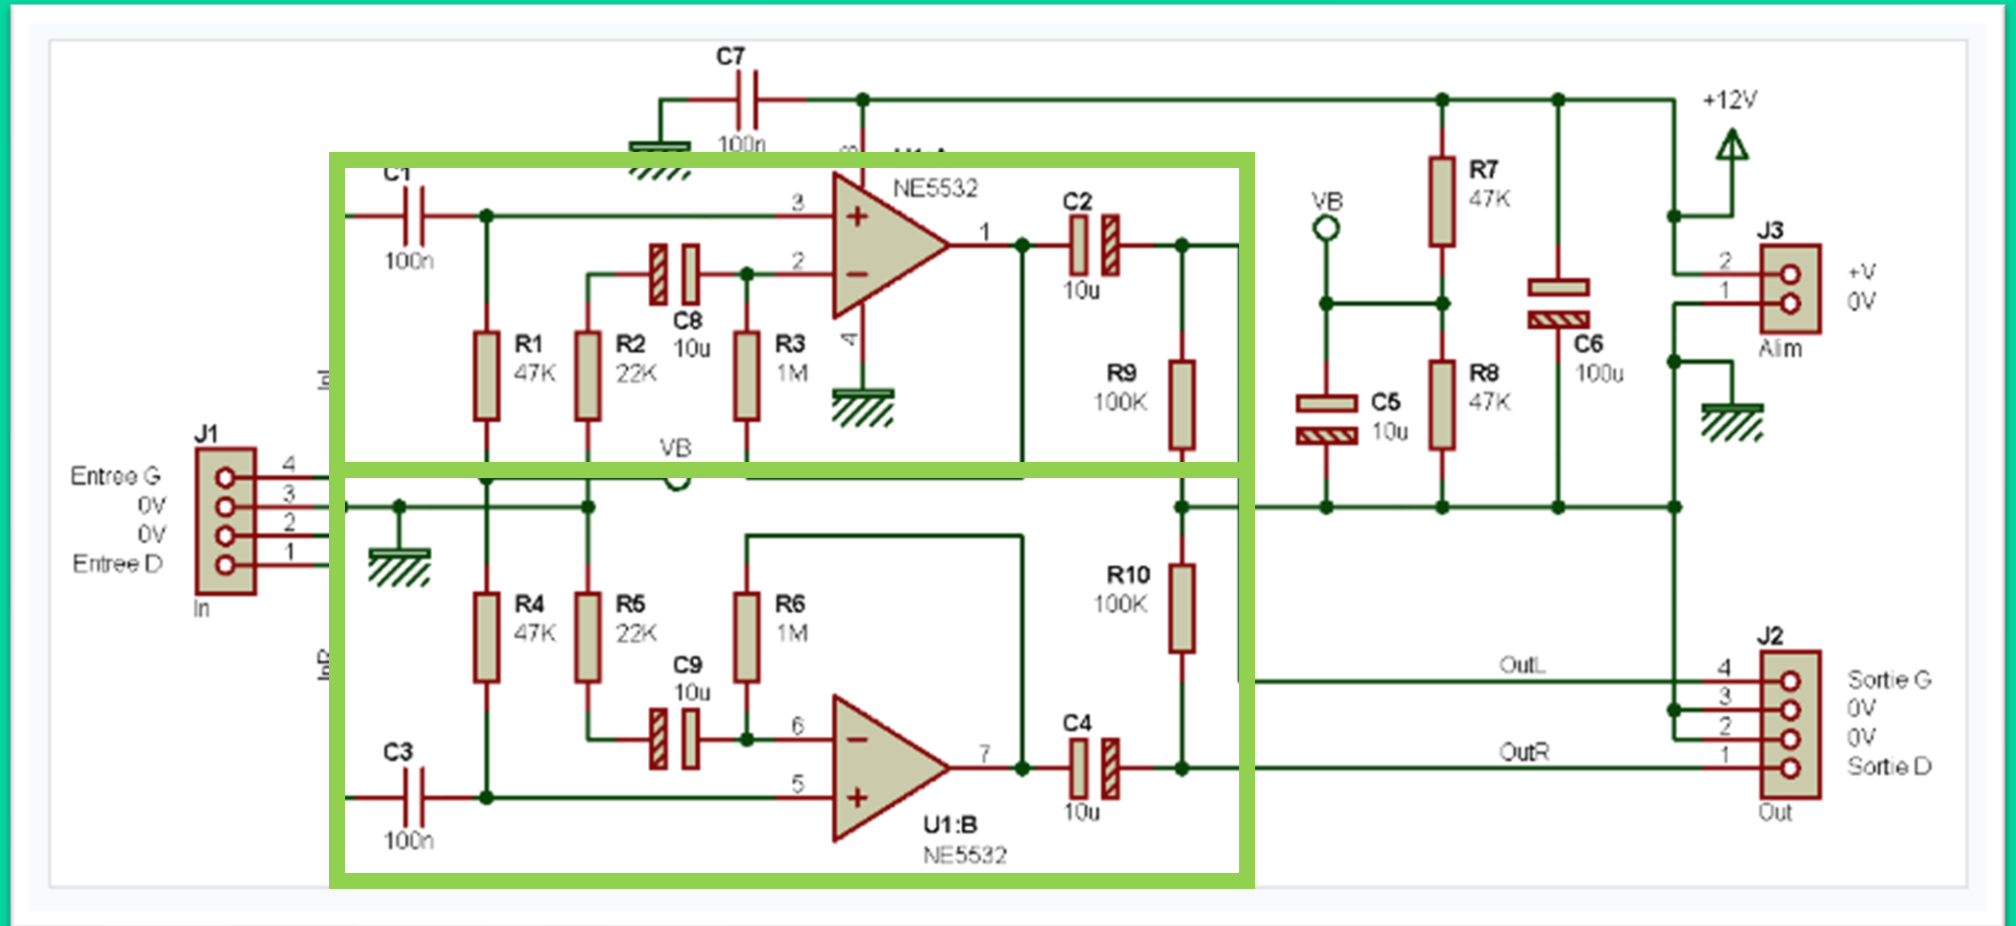 C7
100n
+12V
C1
100n
3
2
8
4
1
NE5532
C2
10u
C8
10u
R1
47K
R2
22K
R3
1M
R9
100K
VB
VB
R7
47K
R8
47K
C5
10u
C6
100u
J3
2
1
+V
0V
Alim
J1
Entree G
0V
0V
Entree D
4
3
2
1
In
R4
47K
R5
22K
R6
1M
C9
10u
C3
100n
6
5
7
U1:B
NE5532
C4
10u
R10
100K
OutL
OutR
J2
4
3
2
1
Sortie G
0V
0V
Sortie D
Out